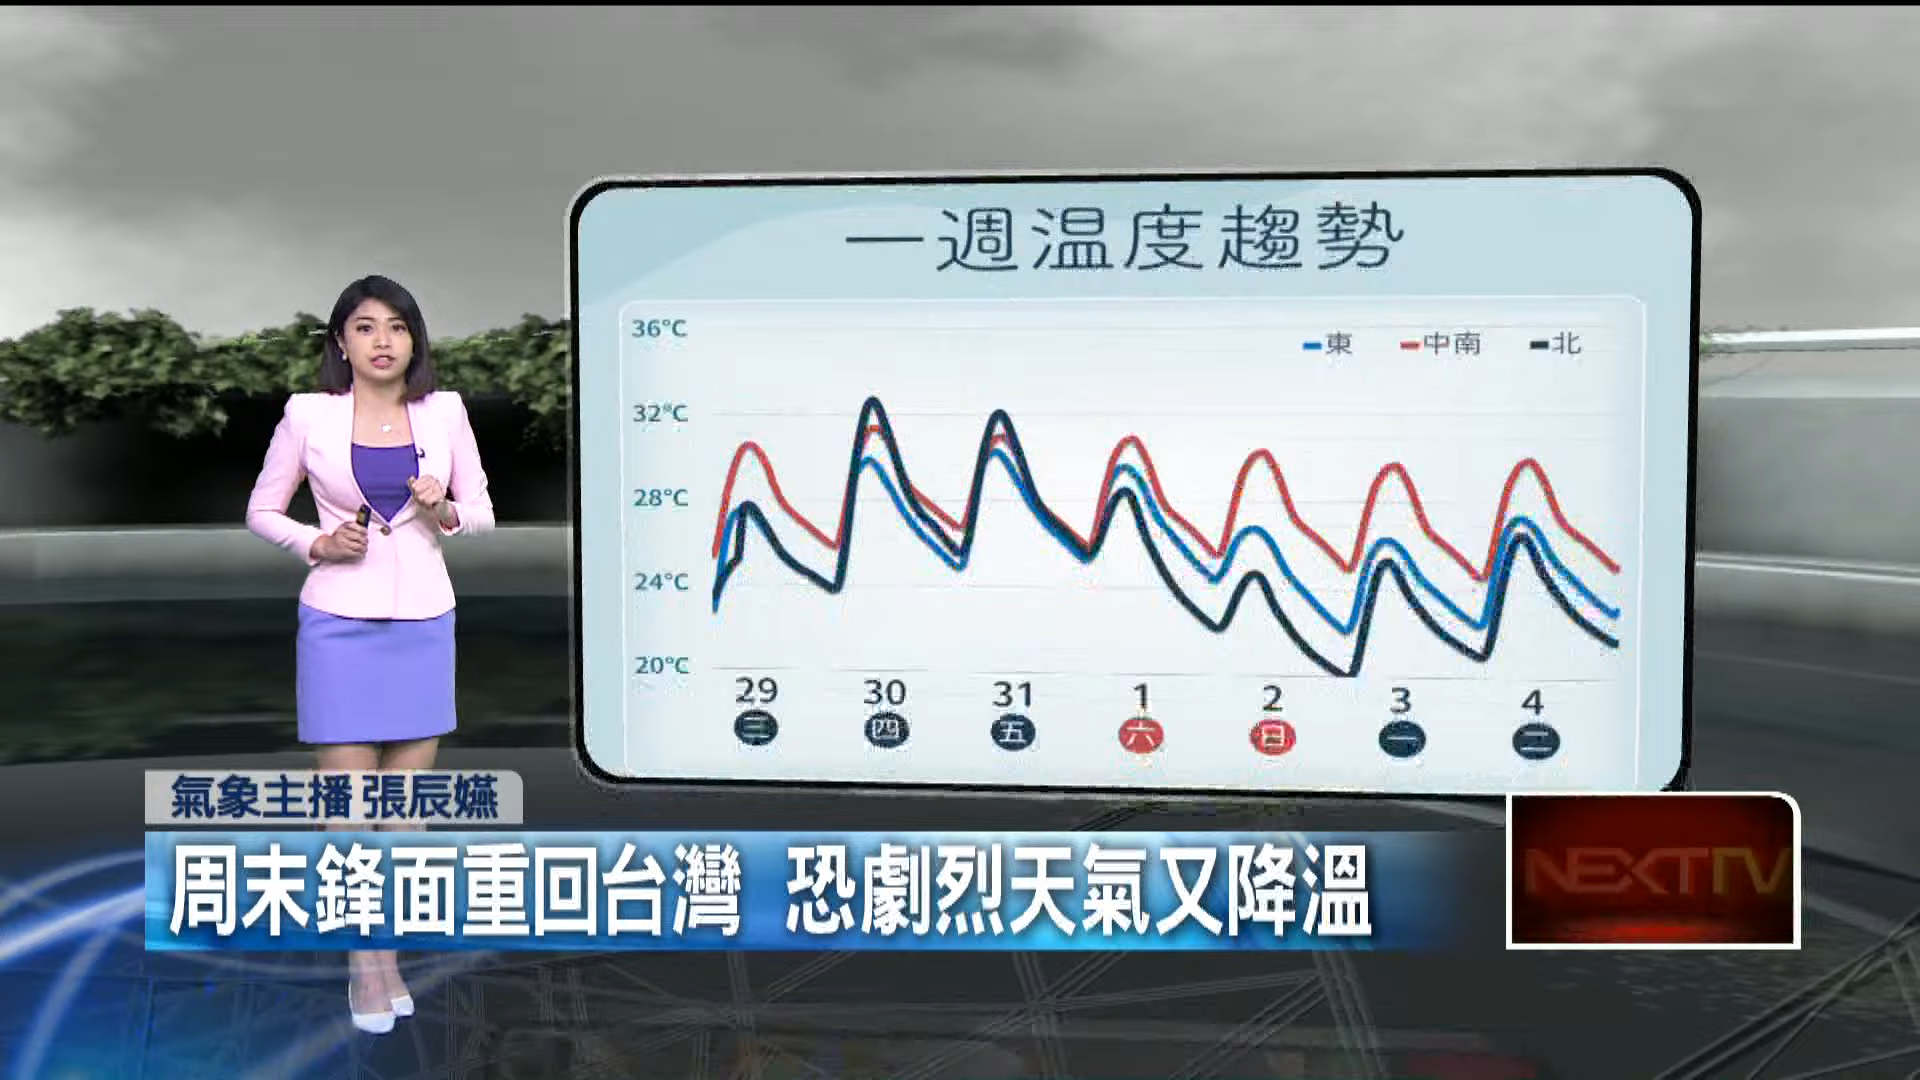 一週温度趨勢
36°C
東 中南 北
32°C
28°C
24°C
20°C
29 30 31 1 2 3 4
三 四 五 六 日 一 二
氣象主播 張辰嬿
周末鋒面重回台灣 恐劇烈天氣又降溫
NEXTTV